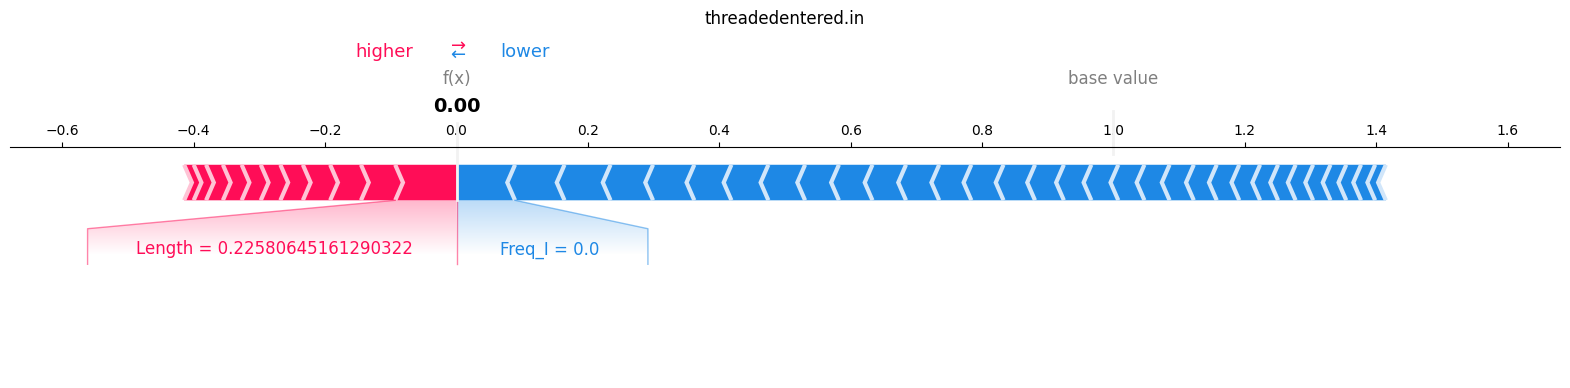 threadedentered.in
higher ⇄ lower
f(x) base value
0.00
−0.6 −0.4 −0.2 0.0 0.2 0.4 0.6 0.8 1.0 1.2 1.4 1.6
Length = 0.22580645161290322 Freq_I = 0.0